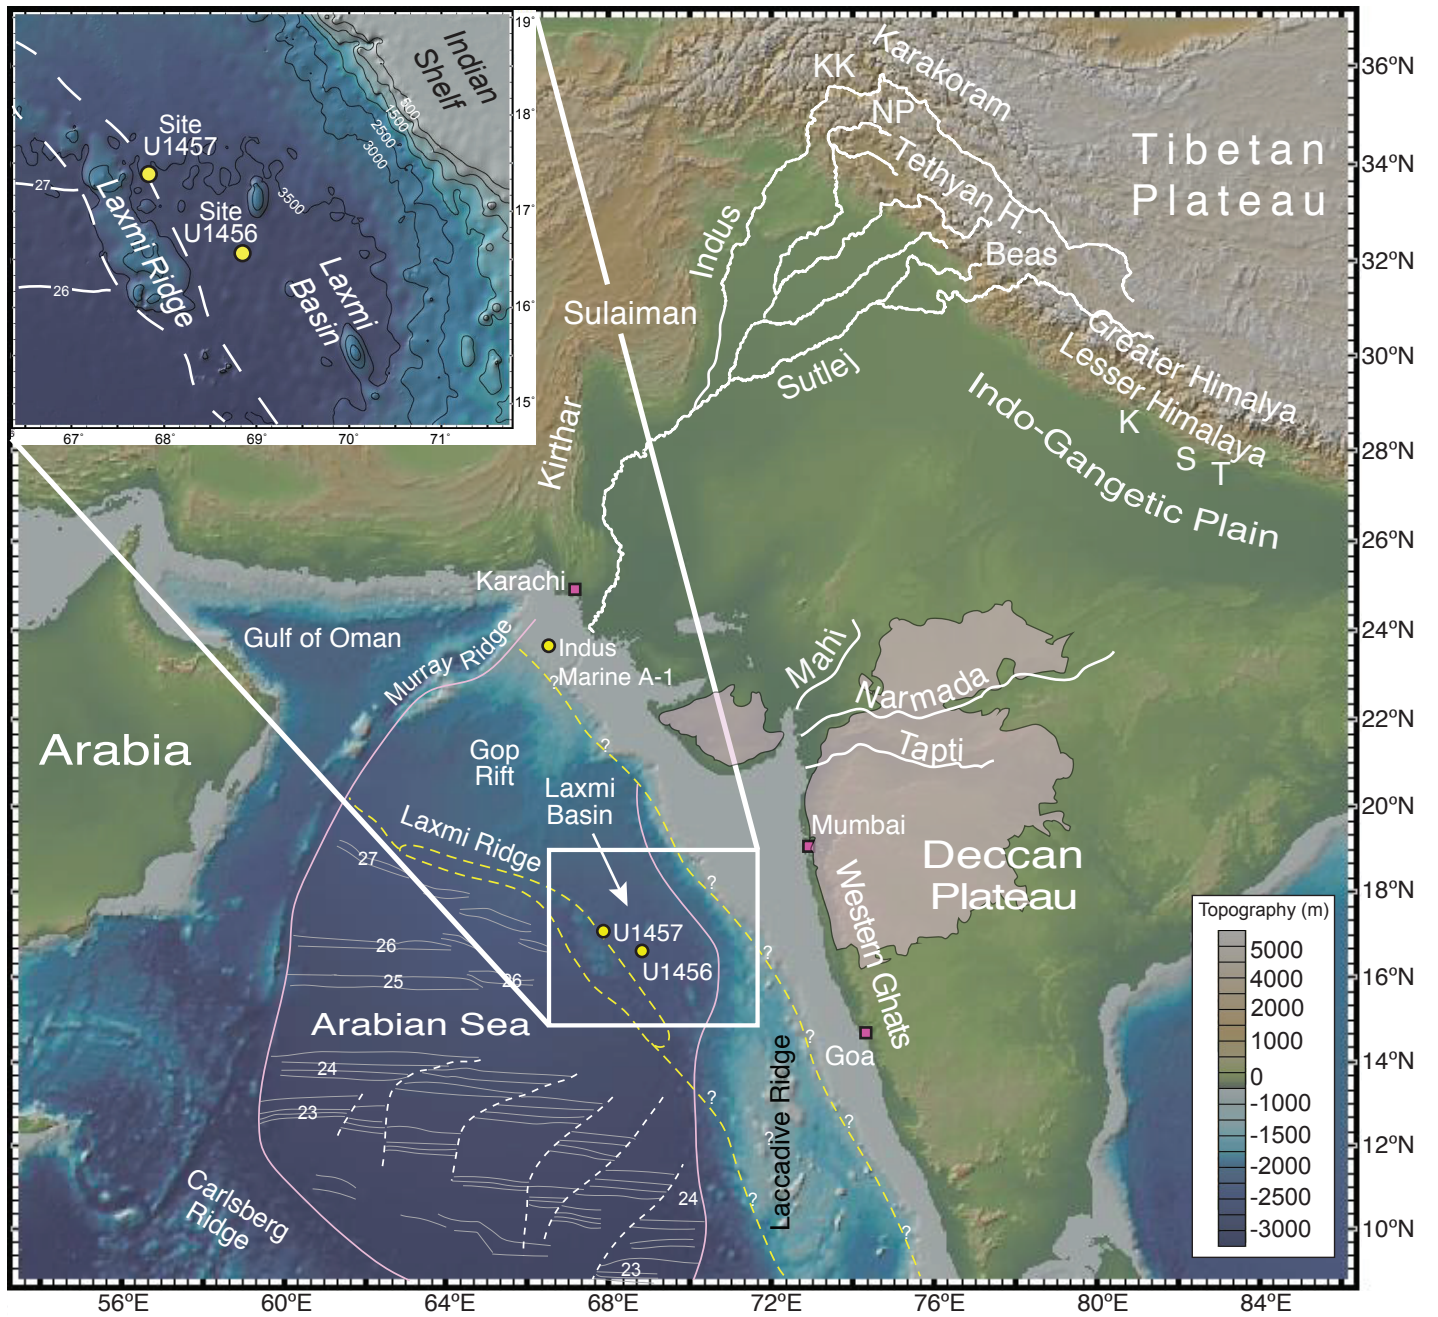 Indian
Shelf
500
1500
2500
3000
3500
Site
U1457
Site
U1456
Laxmi Ridge
Laxmi
Basin
27
26
19°
18°
17°
16°
15°
67°
68°
69°
70°
71°
KK
Karakoram
NP
Tethyan H.
Tibetan
Plateau
Indus
Beas
Sulaiman
Sutlej
Greater Himalya
Lesser Himalaya
K
S
T
Indo-Gangetic Plain
Kirthar
Karachi
Indus
Marine A-1
Gulf of Oman
Murray Ridge
Mahi
Narmada
Tapti
Arabia
Gop
Rift
Laxmi
Basin
Laxmi Ridge
Mumbai
Deccan
Plateau
Western Ghats
U1457
U1456
Arabian Sea
Goa
Laccadive Ridge
Carlsberg
Ridge
27
26
25
26
24
23
24
23
?
?
?
?
?
?
?
?
?
?
?
Topography (m)
5000
4000
2000
1000
0
-1000
-1500
-2000
-2500
-3000
36°N
34°N
32°N
30°N
28°N
26°N
24°N
22°N
20°N
18°N
16°N
14°N
12°N
10°N
56°E
60°E
64°E
68°E
72°E
76°E
80°E
84°E